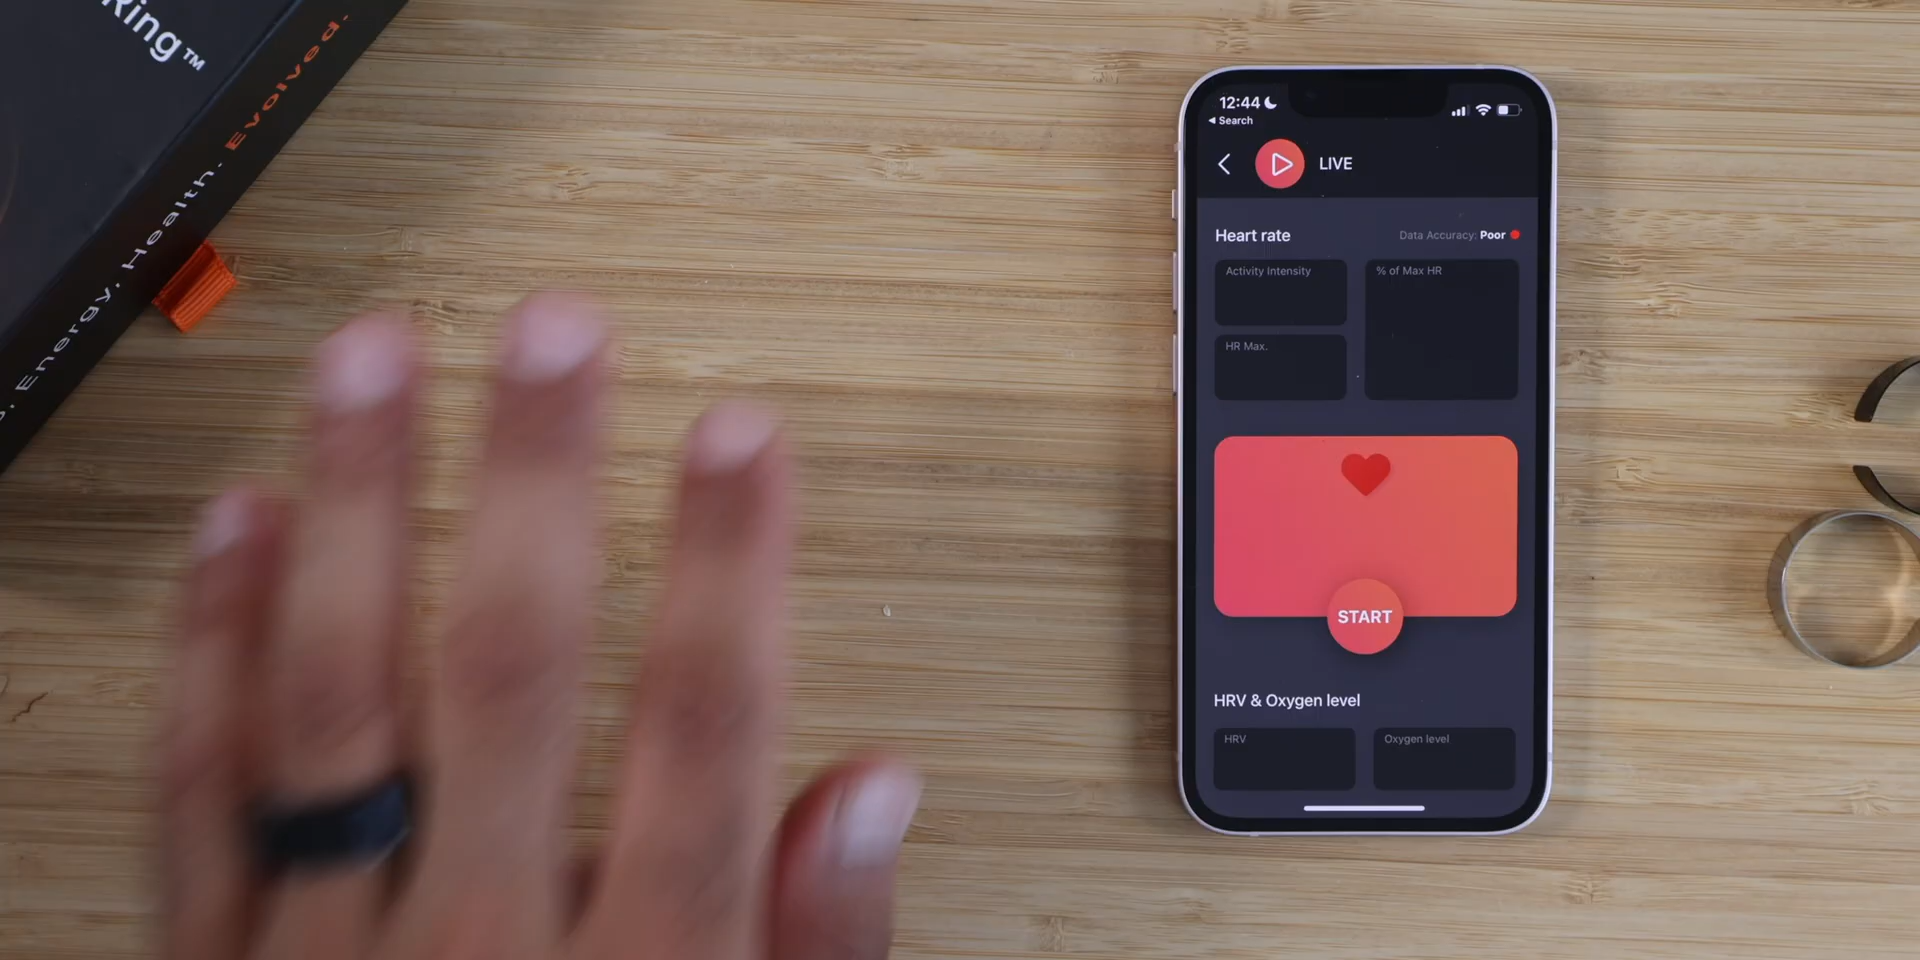 Ring™
. Energy, Health. Evolved.
12:44
Search
LIVE
Heart rate
Data Accuracy: Poor
Activity Intensity
% of Max HR
HR Max.
START
HRV & Oxygen level
HRV
Oxygen level